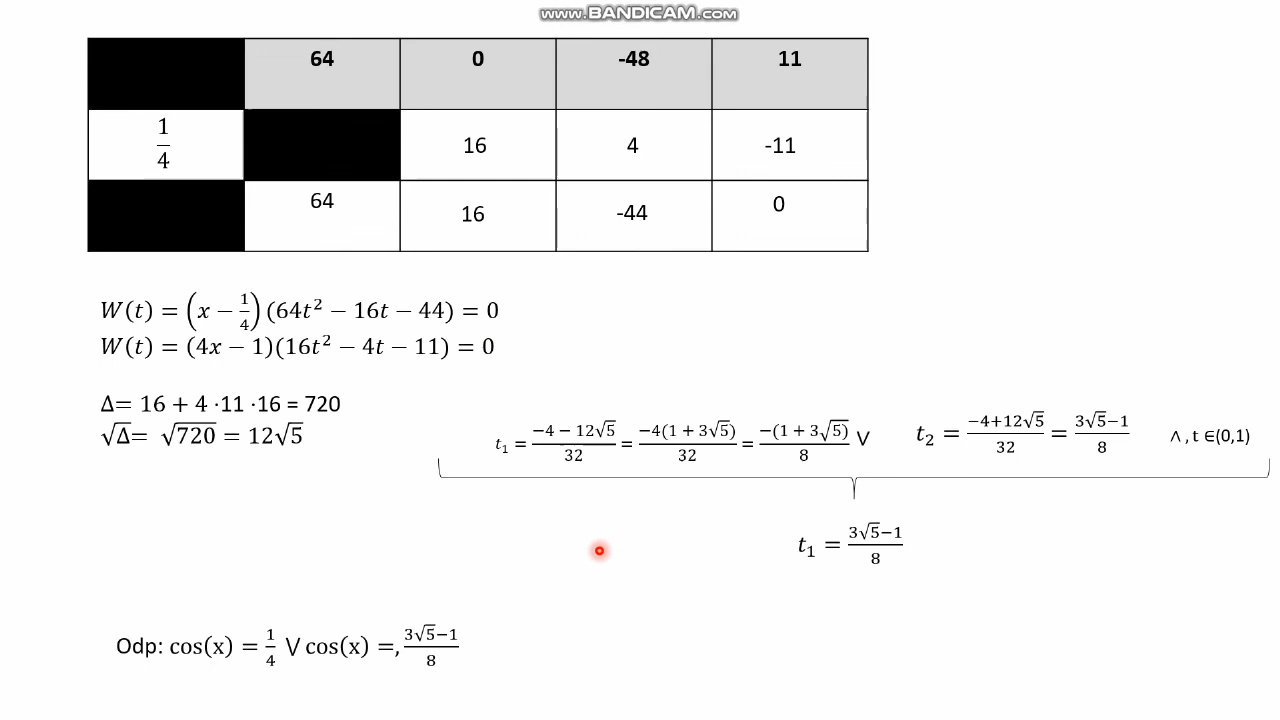 www.BANDICAM.com
64 0 -48 11
1/4 16 4 -11
64 16 -44 0
W(t) = (x − 1/4)(64t² − 16t − 44) = 0
W(t) = (4x − 1)(16t² − 4t − 11) = 0
Δ= 16 + 4 ·11 ·16 = 720
√Δ= √720 = 12√5
t₁ = (−4 − 12√5)/32 = (−4(1 + 3√5))/32 = (−(1 + 3√5))/8 ∨ t₂ = (−4+12√5)/32 = (3√5−1)/8 ∧ , t ∈(0,1)
t₁ = (3√5−1)/8
Odp: cos(x) = 1/4 ⋁ cos(x) =, (3√5−1)/8